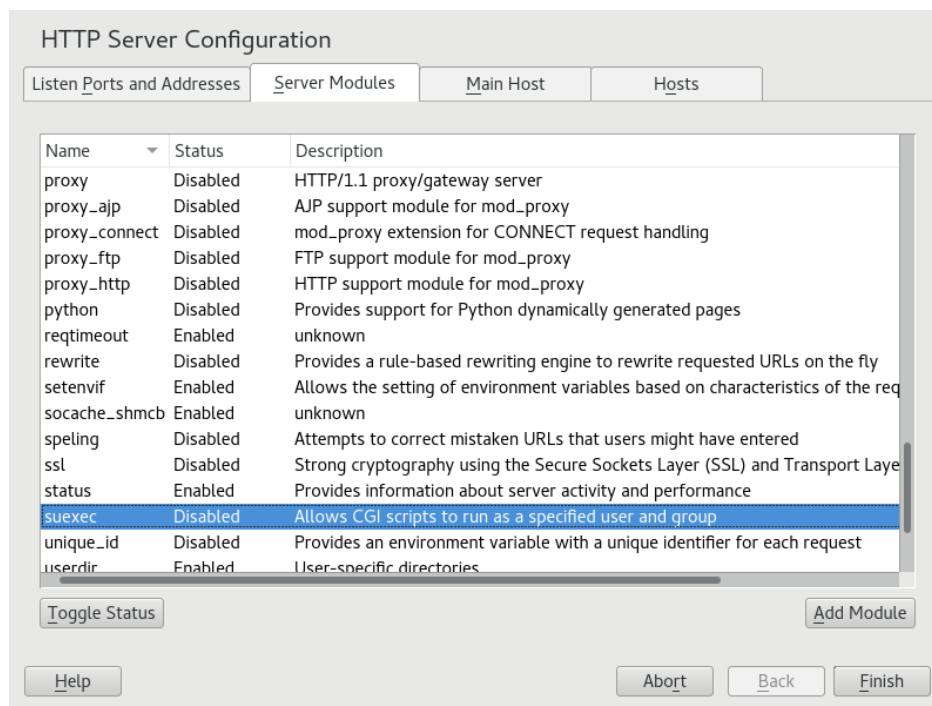 HTTP Server Configuration
Listen Ports and Addresses Server Modules Main Host Hosts
Name Status Description
proxy Disabled HTTP/1.1 proxy/gateway server
proxy_ajp Disabled AJP support module for mod_proxy
proxy_connect Disabled mod_proxy extension for CONNECT request handling
proxy_ftp Disabled FTP support module for mod_proxy
proxy_http Disabled HTTP support module for mod_proxy
python Disabled Provides support for Python dynamically generated pages
reqtimeout Enabled unknown
rewrite Disabled Provides a rule-based rewriting engine to rewrite requested URLs on the fly
setenvif Enabled Allows the setting of environment variables based on characteristics of the req
socache_shmcb Enabled unknown
speling Disabled Attempts to correct mistaken URLs that users might have entered
ssl Disabled Strong cryptography using the Secure Sockets Layer (SSL) and Transport Laye
status Enabled Provides information about server activity and performance
suexec Disabled Allows CGI scripts to run as a specified user and group
unique_id Disabled Provides an environment variable with a unique identifier for each request
userdir Enabled User-specific directories
Toggle Status Add Module
Help Abort Back Finish